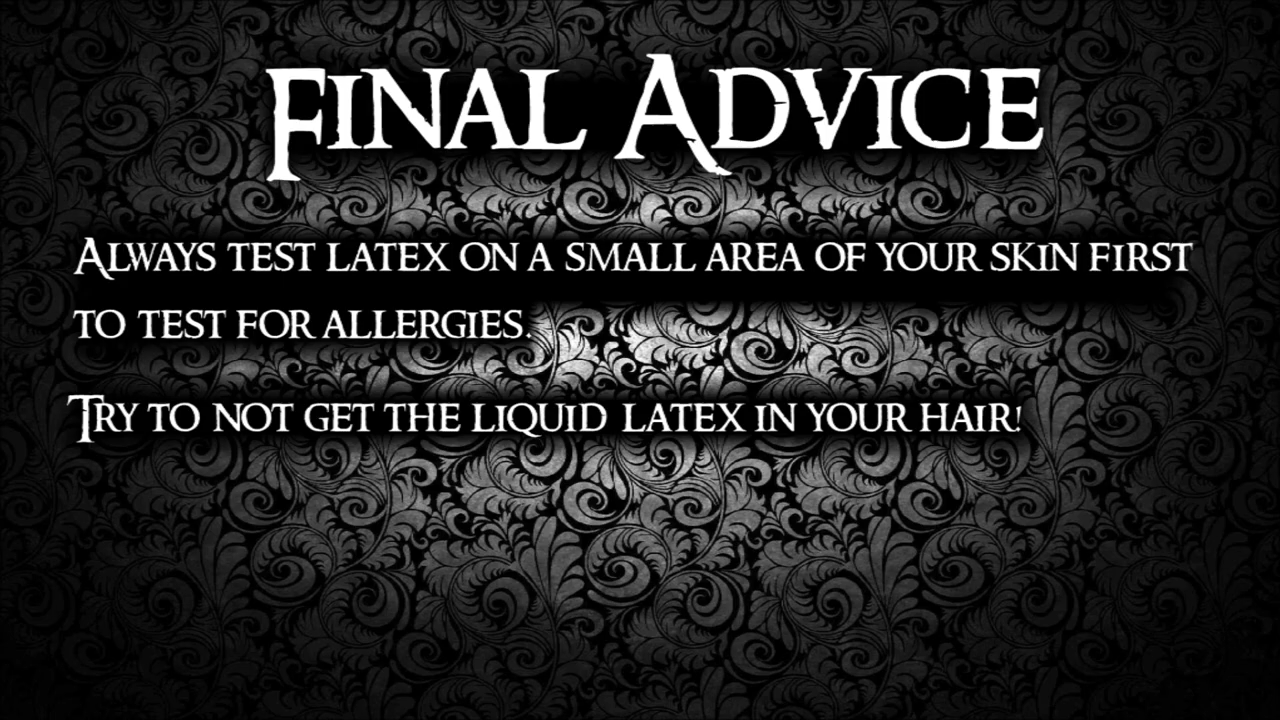 Final Advice
Always test latex on a small area of your skin first
to test for allergies.
Try to not get the liquid latex in your hair!